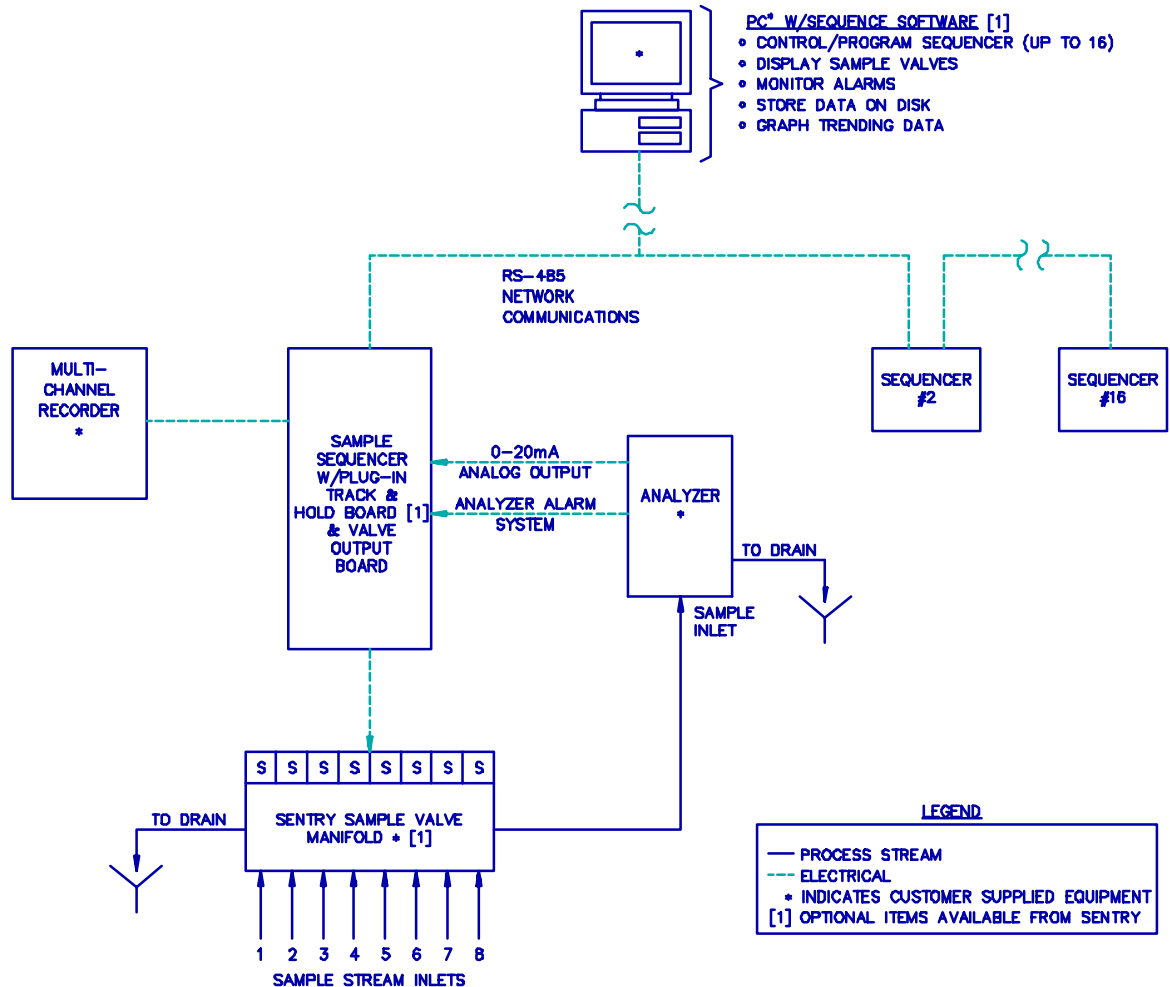 PC* W/SEQUENCE SOFTWARE [1]
CONTROL/PROGRAM SEQUENCER (UP TO 16)
DISPLAY SAMPLE VALVES
MONITOR ALARMS
STORE DATA ON DISK
GRAPH TRENDING DATA
*
RS-485
NETWORK
COMMUNICATIONS
MULTI-
CHANNEL
RECORDER
*
SAMPLE
SEQUENCER
W/PLUG-IN
TRACK &
HOLD BOARD [1]
& VALVE
OUTPUT
BOARD
0-20mA
ANALOG OUTPUT
ANALYZER ALARM
SYSTEM
ANALYZER
*
SEQUENCER
#2
SEQUENCER
#16
TO DRAIN
SAMPLE
INLET
S S S S S S S S
TO DRAIN
SENTRY SAMPLE VALVE
MANIFOLD * [1]
1 2 3 4 5 6 7 8
SAMPLE STREAM INLETS
LEGEND
PROCESS STREAM
ELECTRICAL
* INDICATES CUSTOMER SUPPLIED EQUIPMENT
[1] OPTIONAL ITEMS AVAILABLE FROM SENTRY